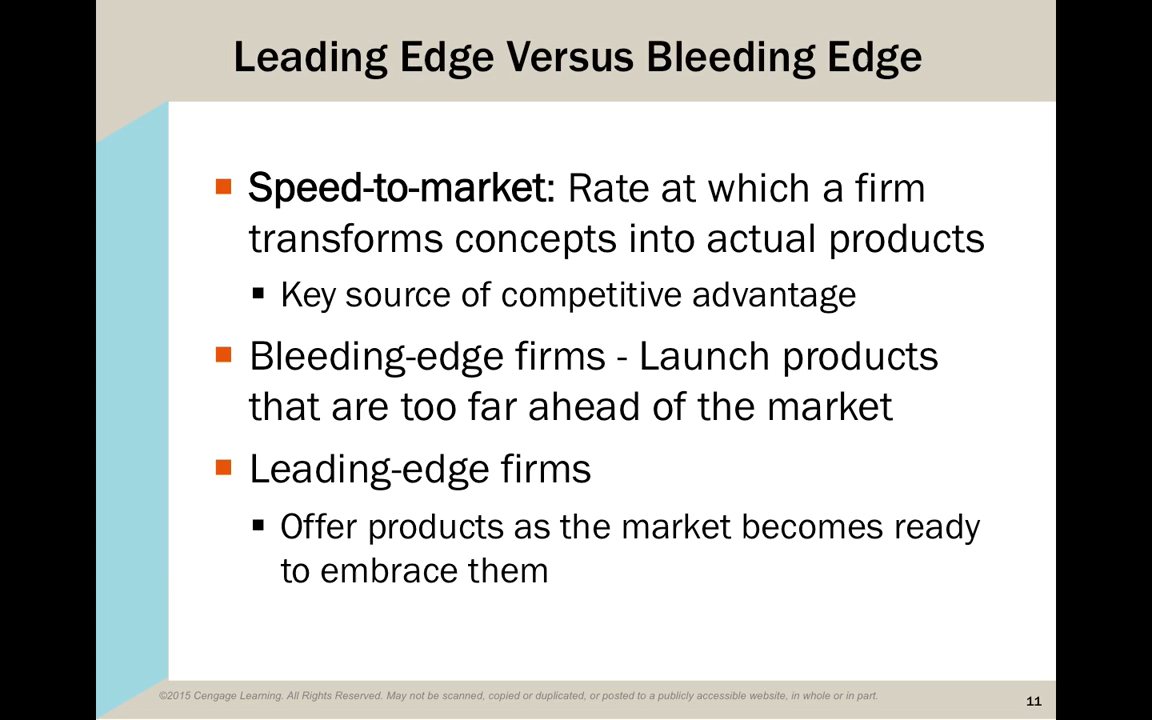 Leading Edge Versus Bleeding Edge
Speed-to-market: Rate at which a firm
transforms concepts into actual products
Key source of competitive advantage
Bleeding-edge firms - Launch products
that are too far ahead of the market
Leading-edge firms
Offer products as the market becomes ready
to embrace them
©2015 Cengage Learning. All Rights Reserved. May not be scanned, copied or duplicated, or posted to a publicly accessible website, in whole or in part.
11